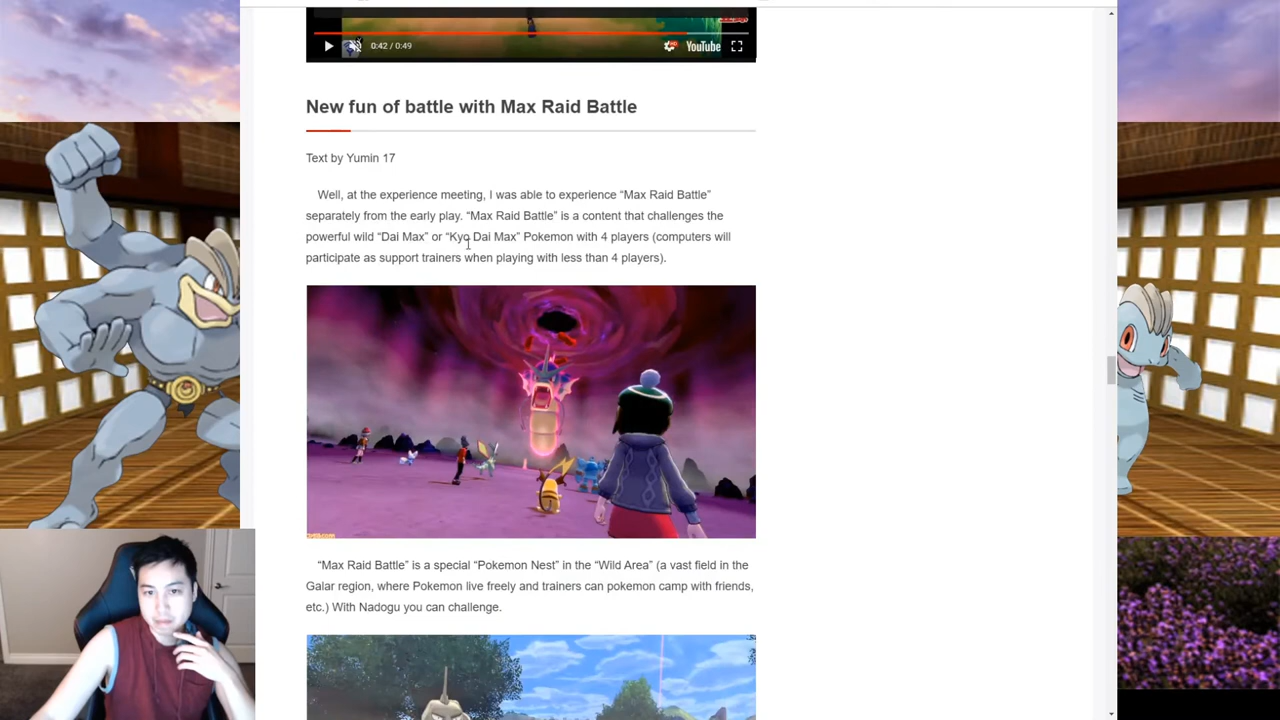 0:42 / 0:49
YouTube
New fun of battle with Max Raid Battle
Text by Yumin 17
Well, at the experience meeting, I was able to experience “Max Raid Battle”
separately from the early play. “Max Raid Battle” is a content that challenges the
powerful wild “Dai Max” or “Kyo Dai Max” Pokemon with 4 players (computers will
participate as support trainers when playing with less than 4 players).
“Max Raid Battle” is a special “Pokemon Nest” in the “Wild Area” (a vast field in the
Galar region, where Pokemon live freely and trainers can pokemon camp with friends,
etc.) With Nadogu you can challenge.